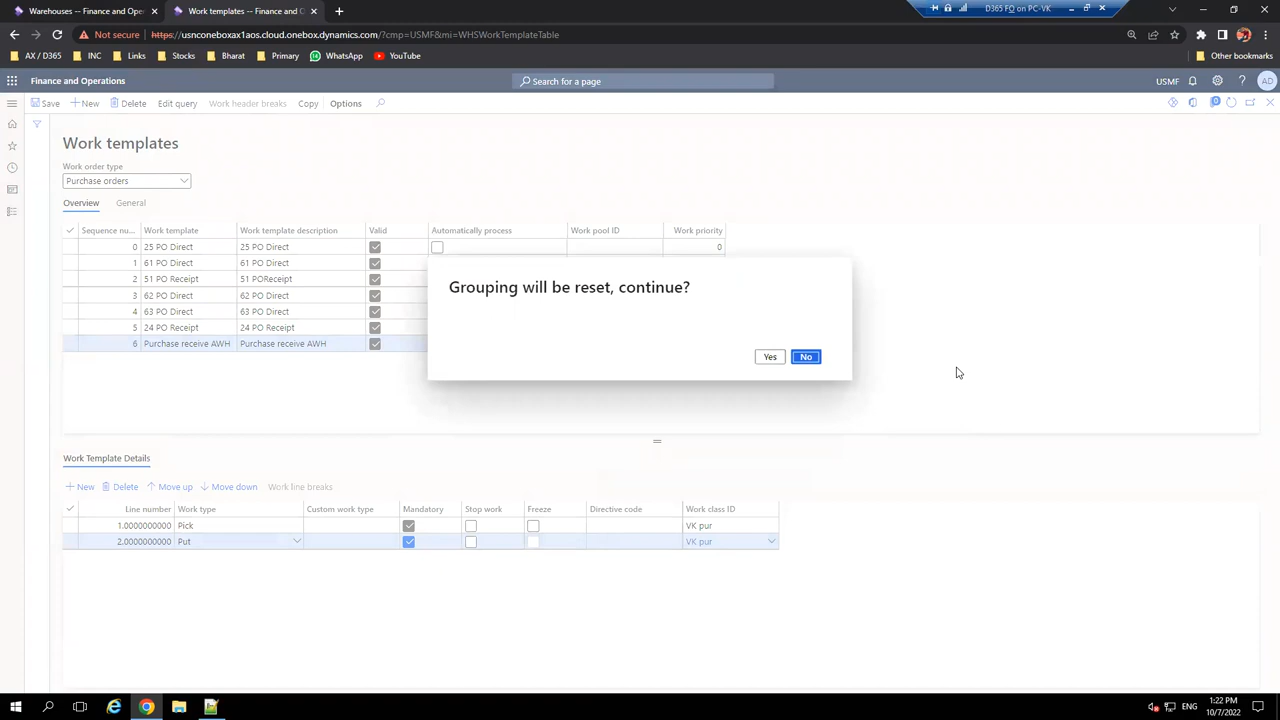 Warehouses -- Finance and Opera
Work templates -- Finance and O
D365 FO on PC-VK
Not secure
https://usnconeboxax1aos.cloud.onebox.dynamics.com/?cmp=USMF&mi=WHSWorkTemplateTable
AX / D365
INC
Links
Stocks
Bharat
Primary
WhatsApp
YouTube
Other bookmarks
Finance and Operations
Search for a page
USMF
?
AD
Save
New
Delete
Edit query
Work header breaks
Copy
Options
0
Work templates
Work order type
Purchase orders
Overview
General
Sequence nu... Work template Work template description Valid Automatically process Work pool ID Work priority
0 25 PO Direct 25 PO Direct 0
1 61 PO Direct 61 PO Direct
2 51 PO Receipt 51 POReceipt
3 62 PO Direct 62 PO Direct
4 63 PO Direct 63 PO Direct
5 24 PO Receipt 24 PO Receipt
6 Purchase receive AWH Purchase receive AWH
Grouping will be reset, continue?
Yes
No
Work Template Details
New
Delete
Move up
Move down
Work line breaks
Line number Work type Custom work type Mandatory Stop work Freeze Directive code Work class ID
1.0000000000 Pick VK pur
2.0000000000 Put VK pur
ENG
1:22 PM
10/7/2022